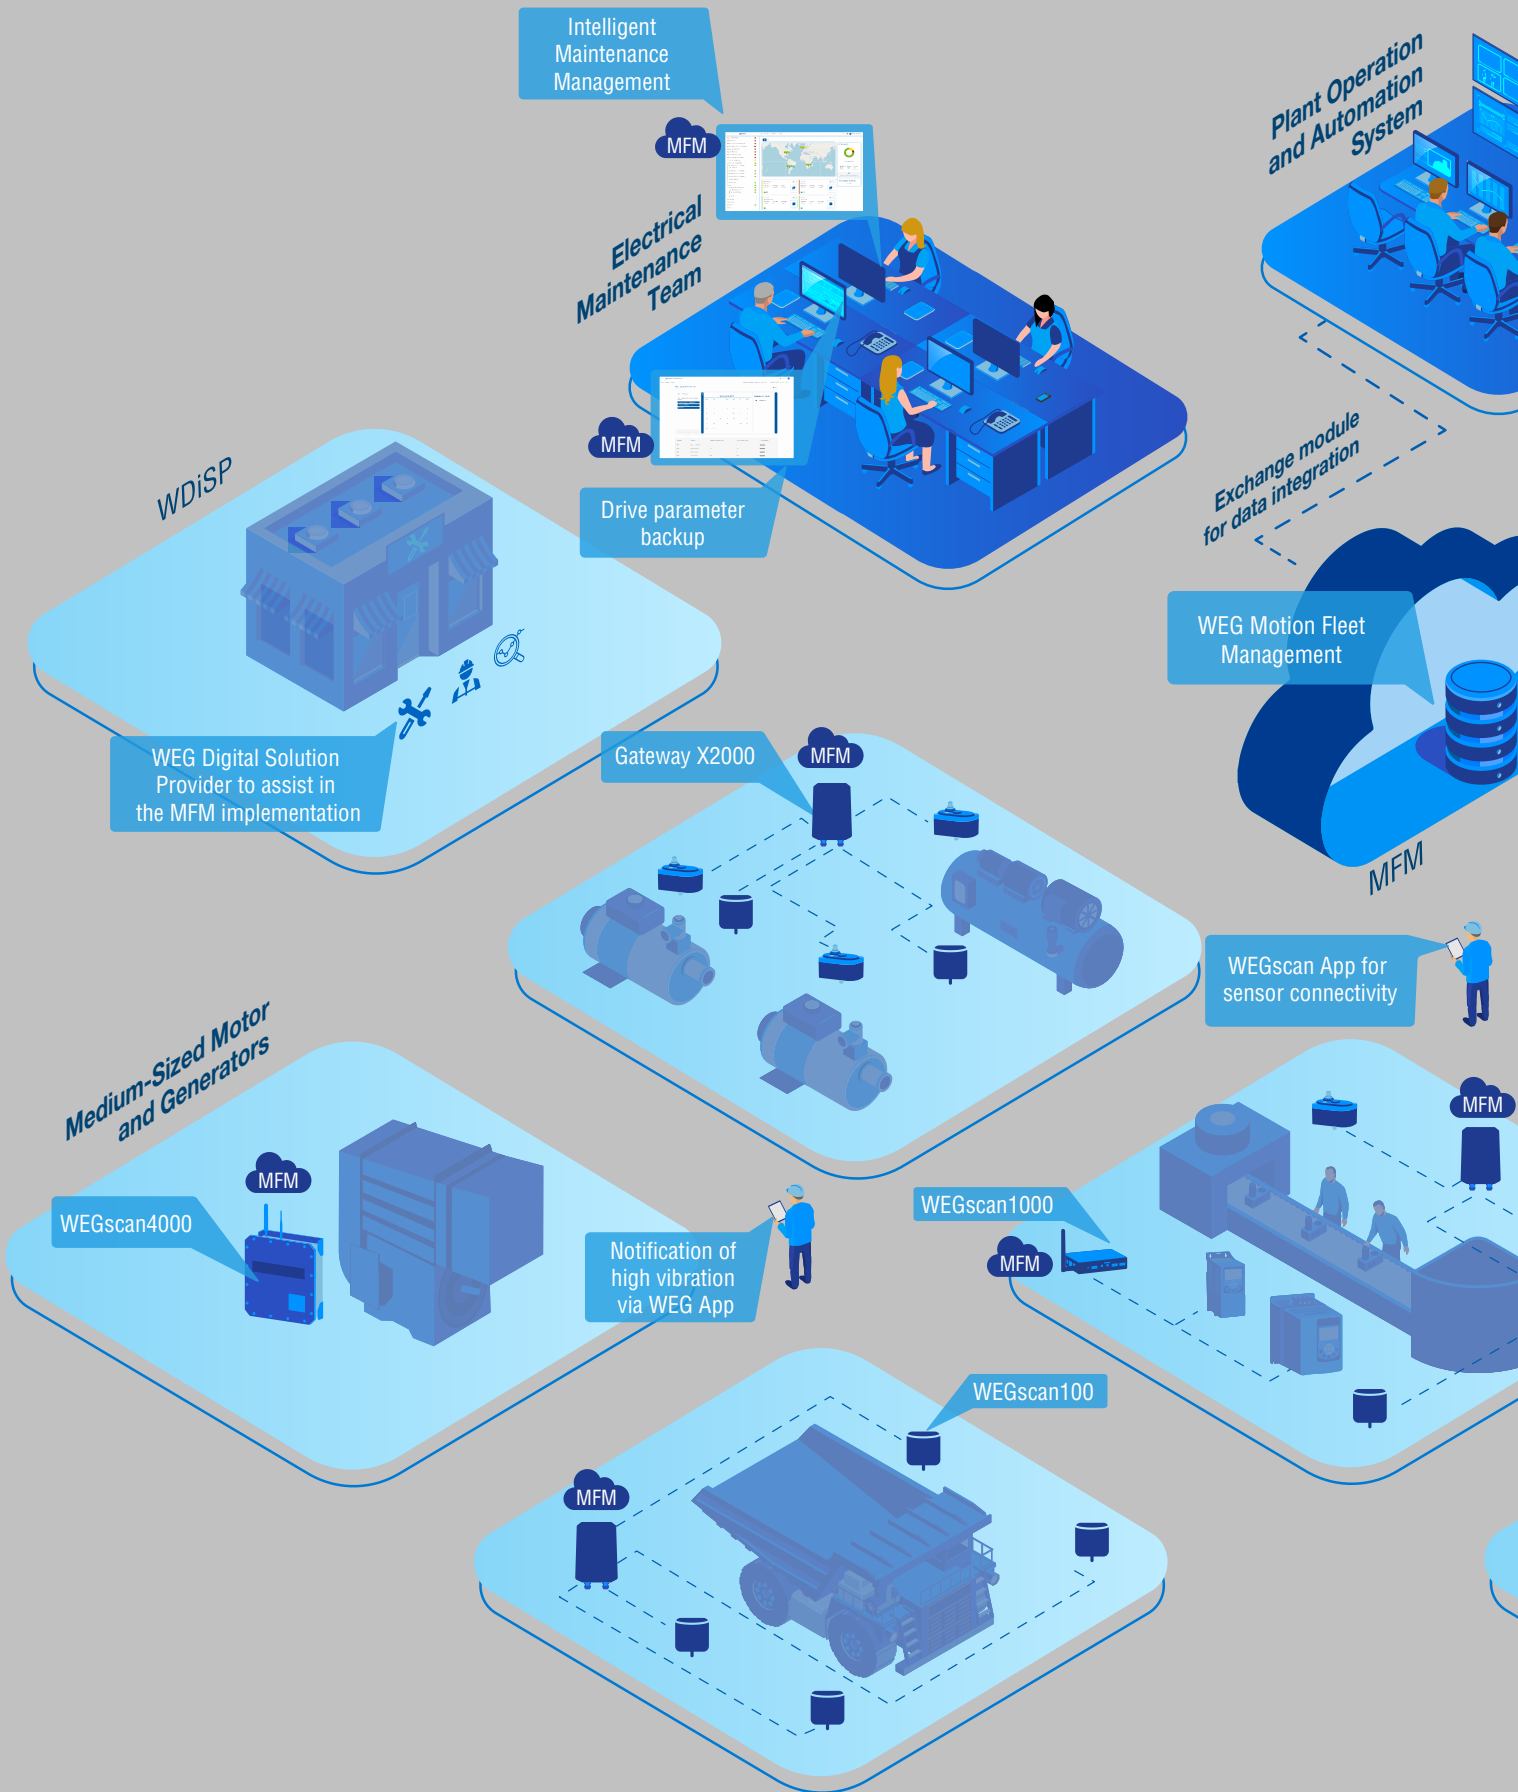 Intelligent
Maintenance
Management
MFM
Electrical
Maintenance
Team
MFM
Drive parameter
backup
Plant Operation
and Automation
System
Exchange module
for data integration
WEG Motion Fleet
Management
MFM
WDiSP
WEG Digital Solution
Provider to assist in
the MFM implementation
Gateway X2000
MFM
WEGscan App for
sensor connectivity
Medium-Sized Motor
and Generators
MFM
WEGscan4000
Notification of
high vibration
via WEG App
WEGscan1000
MFM
MFM
WEGscan100
MFM